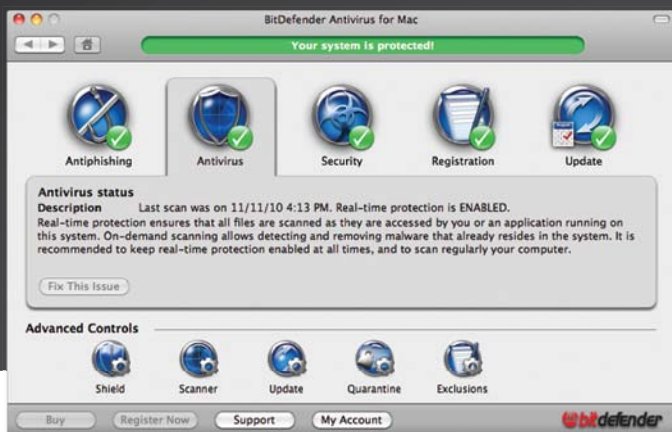 BitDefender Antivirus for Mac
Your system is protected!
Antiphishing
Antivirus
Security
Registration
Update
Antivirus status
Description Last scan was on 11/11/10 4:13 PM. Real-time protection is ENABLED.
Real-time protection ensures that all files are scanned as they are accessed by you or an application running on
this system. On-demand scanning allows detecting and removing malware that already resides in the system. It is
recommended to keep real-time protection enabled at all times, and to scan regularly your computer.
Fix This Issue
Advanced Controls
Shield
Scanner
Update
Quarantine
Exclusions
Buy
Register Now
Support
My Account
bitdefender